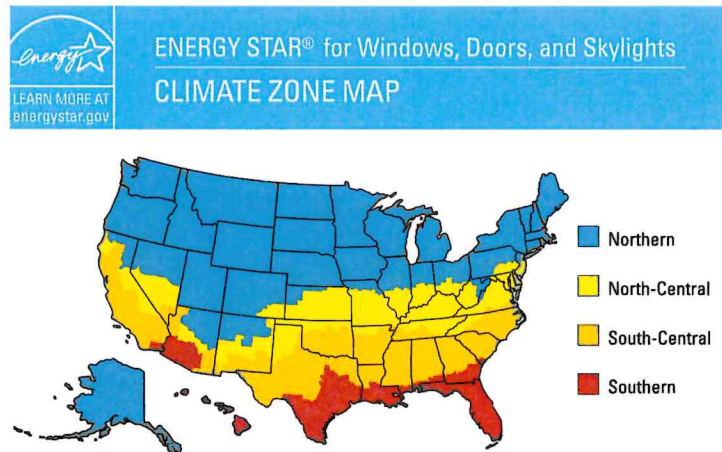 energy
LEARN MORE AT
energystar.gov
ENERGY STAR® for Windows, Doors, and Skylights
CLIMATE ZONE MAP
Northern
North-Central
South-Central
Southern